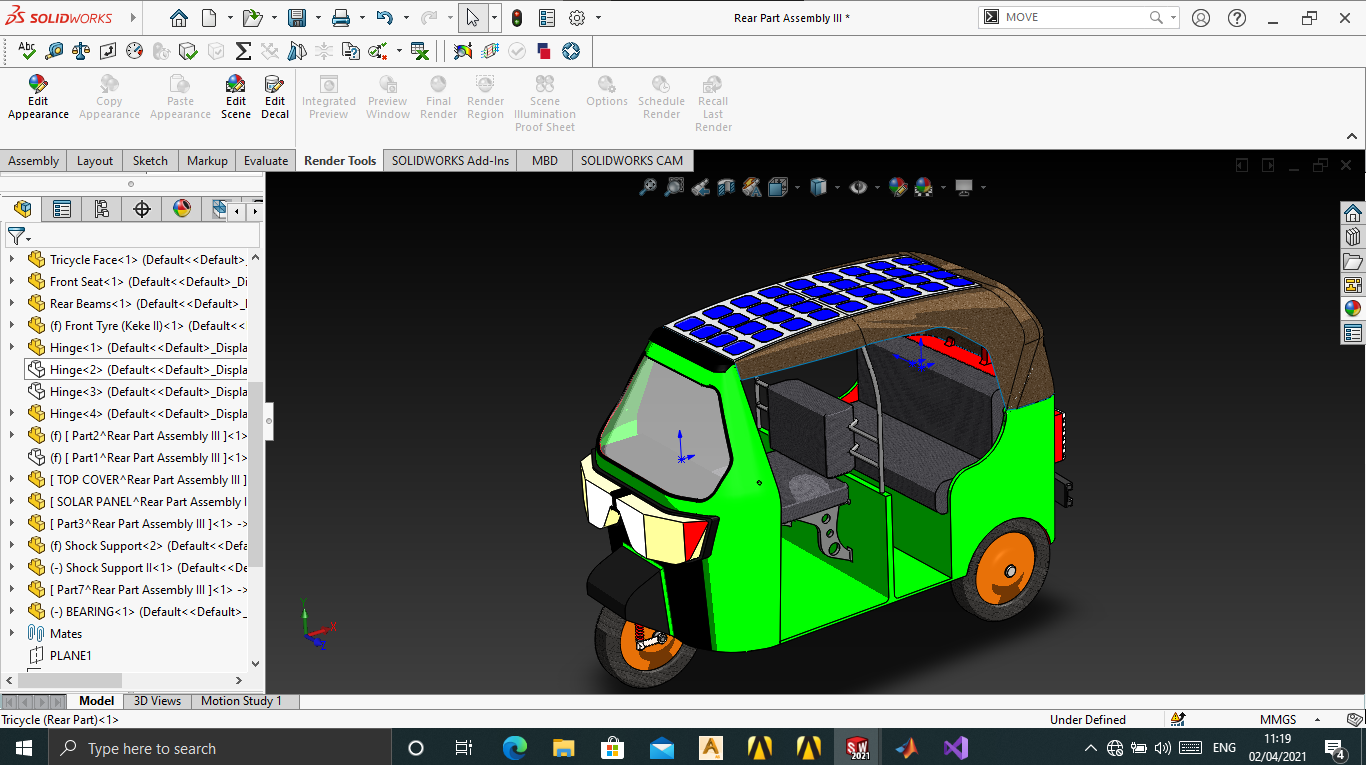 SOLIDWORKS
Rear Part Assembly III *
MOVE
Abc
Edit Appearance
Copy Appearance
Paste Appearance
Edit Scene
Edit Decal
Integrated Preview
Preview Window
Final Render
Render Region
Scene Illumination Proof Sheet
Options
Schedule Render
Recall Last Render
Assembly
Layout
Sketch
Markup
Evaluate
Render Tools
SOLIDWORKS Add-Ins
MBD
SOLIDWORKS CAM
Tricycle Face<1> (Default<<Default>_
Front Seat<1> (Default<<Default>_Di
Rear Beams<1> (Default<<Default>_I
(f) Front Tyre (Keke II)<1> (Default<<
Hinge<1> (Default<<Default>_Displa
Hinge<2> (Default<<Default>_Displa
Hinge<3> (Default<<Default>_Displa
Hinge<4> (Default<<Default>_Displa
(f) [ Part2^Rear Part Assembly III ]<1>
(f) [ Part1^Rear Part Assembly III ]<1>
[ TOP COVER^Rear Part Assembly III ]
[ SOLAR PANEL^Rear Part Assembly I
[ Part3^Rear Part Assembly III ]<1> ->
(f) Shock Support<2> (Default<<Defa
(-) Shock Support II<1> (Default<<De
[ Part7^Rear Part Assembly III ]<1> ->
(-) BEARING<1> (Default<<Default>_
Mates
PLANE1
Y
X
Z
Model
3D Views
Motion Study 1
Tricycle (Rear Part)<1>
Under Defined
MMGS
Type here to search
SW
2021
ENG
11:19
02/04/2021
4